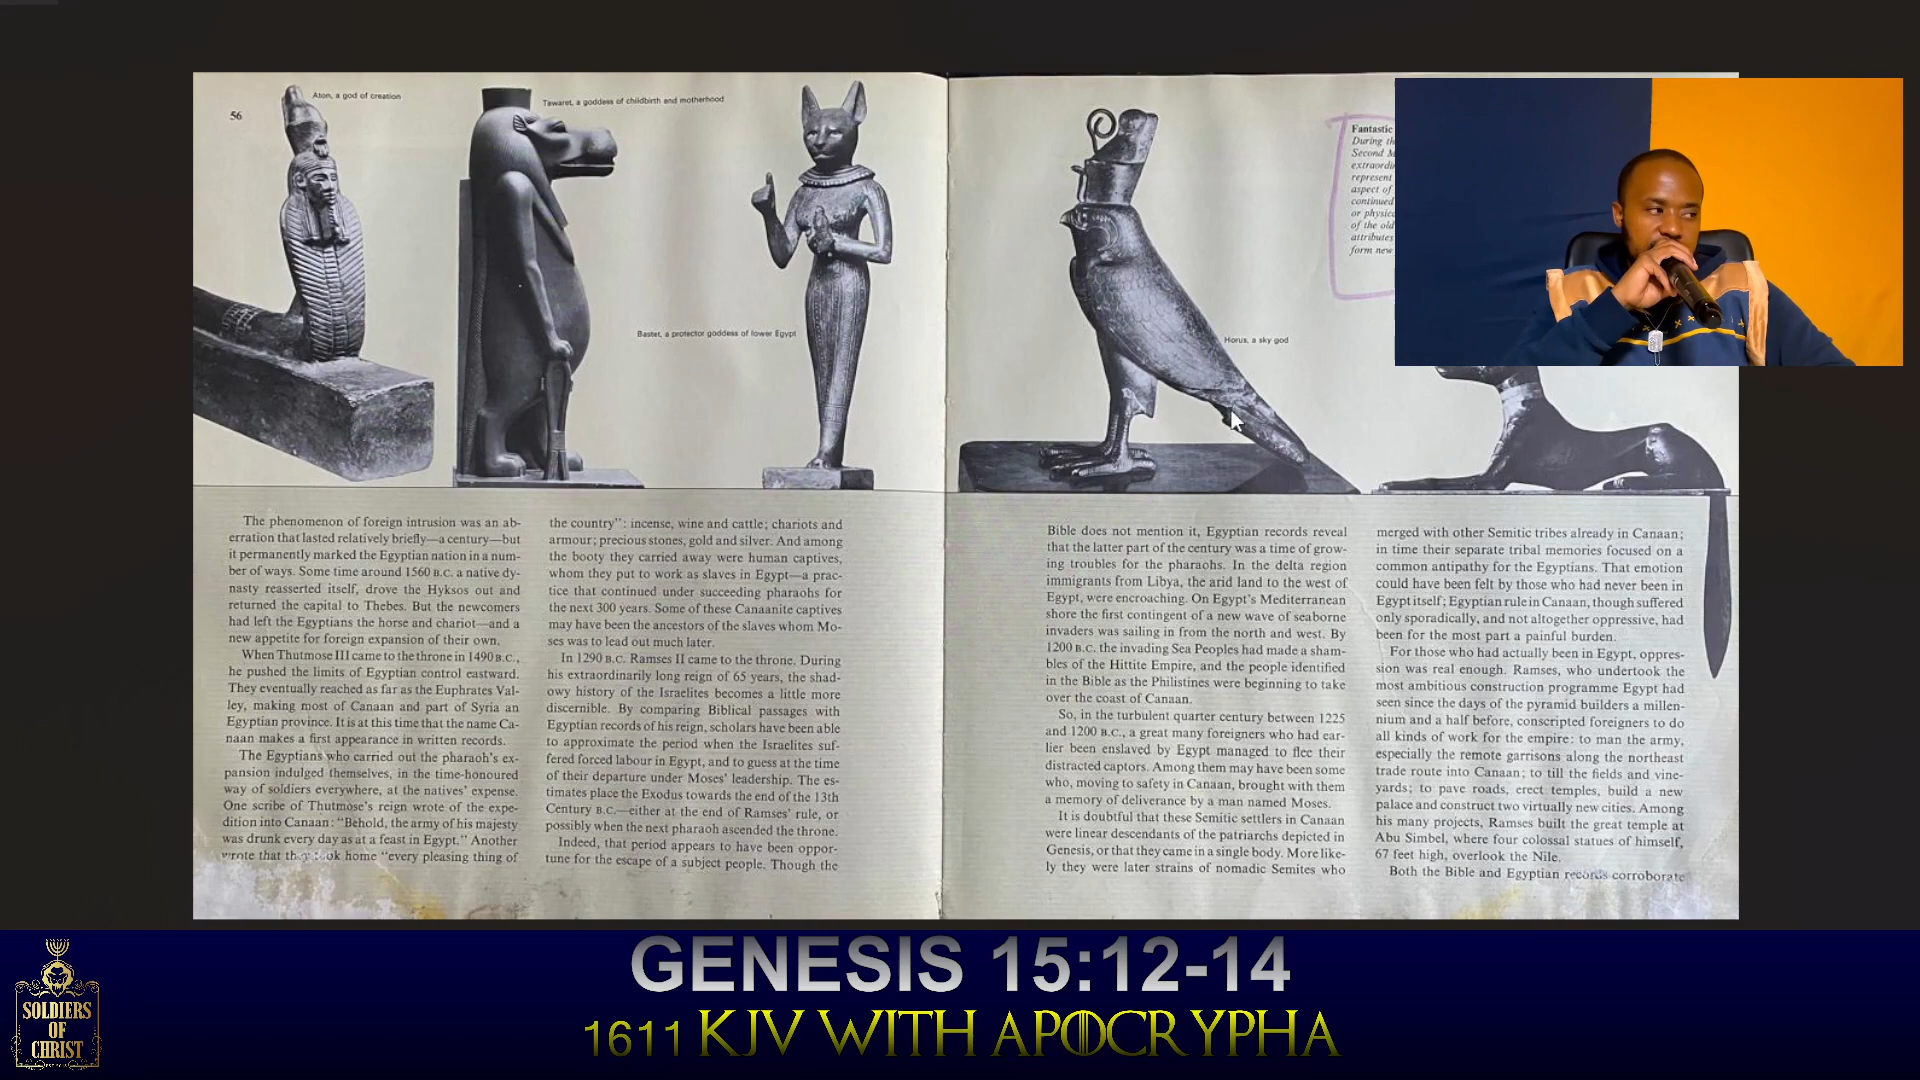 56
Aton, a god of creation
Tawaret, a goddess of childbirth and motherhood
Bastet, a protector goddess of lower Egypt
The phenomenon of foreign intrusion was an ab-
erration that lasted relatively briefly—a century—but
it permanently marked the Egyptian nation in a num-
ber of ways. Some time around 1560 B.C. a native dy-
nasty reasserted itself, drove the Hyksos out and
returned the capital to Thebes. But the newcomers
had left the Egyptians the horse and chariot—and a
new appetite for foreign expansion of their own.
When Thutmose III came to the throne in 1490 B.C.,
he pushed the limits of Egyptian control eastward.
They eventually reached as far as the Euphrates Val-
ley, making most of Canaan and part of Syria an
Egyptian province. It is at this time that the name Ca-
naan makes a first appearance in written records.
The Egyptians who carried out the pharaoh's ex-
pansion indulged themselves, in the time-honoured
way of soldiers everywhere, at the natives' expense.
One scribe of Thutmose's reign wrote of the expe-
dition into Canaan: "Behold, the army of his majesty
was drunk every day as at a feast in Egypt." Another
wrote that they took home "every pleasing thing of
the country": incense, wine and cattle; chariots and
armour; precious stones, gold and silver. And among
the booty they carried away were human captives,
whom they put to work as slaves in Egypt—a prac-
tice that continued under succeeding pharaohs for
the next 300 years. Some of these Canaanite captives
may have been the ancestors of the slaves whom Mo-
ses was to lead out much later.
In 1290 B.C. Ramses II came to the throne. During
his extraordinarily long reign of 65 years, the shad-
owy history of the Israelites becomes a little more
discernible. By comparing Biblical passages with
Egyptian records of his reign, scholars have been able
to approximate the period when the Israelites suf-
fered forced labour in Egypt, and to guess at the time
of their departure under Moses' leadership. The es-
timates place the Exodus towards the end of the 13th
Century B.C.—either at the end of Ramses' rule, or
possibly when the next pharaoh ascended the throne.
Indeed, that period appears to have been oppor-
tune for the escape of a subject people. Though the
Horus, a sky god
Fantastic
During th
Second M
extraordi
represent
aspect of
continued
or physica
of the old
attributes
form new
Bible does not mention it, Egyptian records reveal
that the latter part of the century was a time of grow-
ing troubles for the pharaohs. In the delta region
immigrants from Libya, the arid land to the west of
Egypt, were encroaching. On Egypt's Mediterranean
shore the first contingent of a new wave of seaborne
invaders was sailing in from the north and west. By
1200 B.C. the invading Sea Peoples had made a sham-
bles of the Hittite Empire, and the people identified
in the Bible as the Philistines were beginning to take
over the coast of Canaan.
So, in the turbulent quarter century between 1225
and 1200 B.C., a great many foreigners who had ear-
lier been enslaved by Egypt managed to flee their
distracted captors. Among them may have been some
who, moving to safety in Canaan, brought with them
a memory of deliverance by a man named Moses.
It is doubtful that these Semitic settlers in Canaan
were linear descendants of the patriarchs depicted in
Genesis, or that they came in a single body. More like-
ly they were later strains of nomadic Semites who
merged with other Semitic tribes already in Canaan;
in time their separate tribal memories focused on a
common antipathy for the Egyptians. That emotion
could have been felt by those who had never been in
Egypt itself; Egyptian rule in Canaan, though suffered
only sporadically, and not altogether oppressive, had
been for the most part a painful burden.
For those who had actually been in Egypt, oppres-
sion was real enough. Ramses, who undertook the
most ambitious construction programme Egypt had
seen since the days of the pyramid builders a millen-
nium and a half before, conscripted foreigners to do
all kinds of work for the empire: to man the army,
especially the remote garrisons along the northeast
trade route into Canaan; to till the fields and vine-
yards; to pave roads, erect temples, build a new
palace and construct two virtually new cities. Among
his many projects, Ramses built the great temple at
Abu Simbel, where four colossal statues of himself,
67 feet high, overlook the Nile.
Both the Bible and Egyptian records corroborate
GENESIS 15:12-14
1611 KJV WITH APOCRYPHA
SOLDIERS
OF
CHRIST